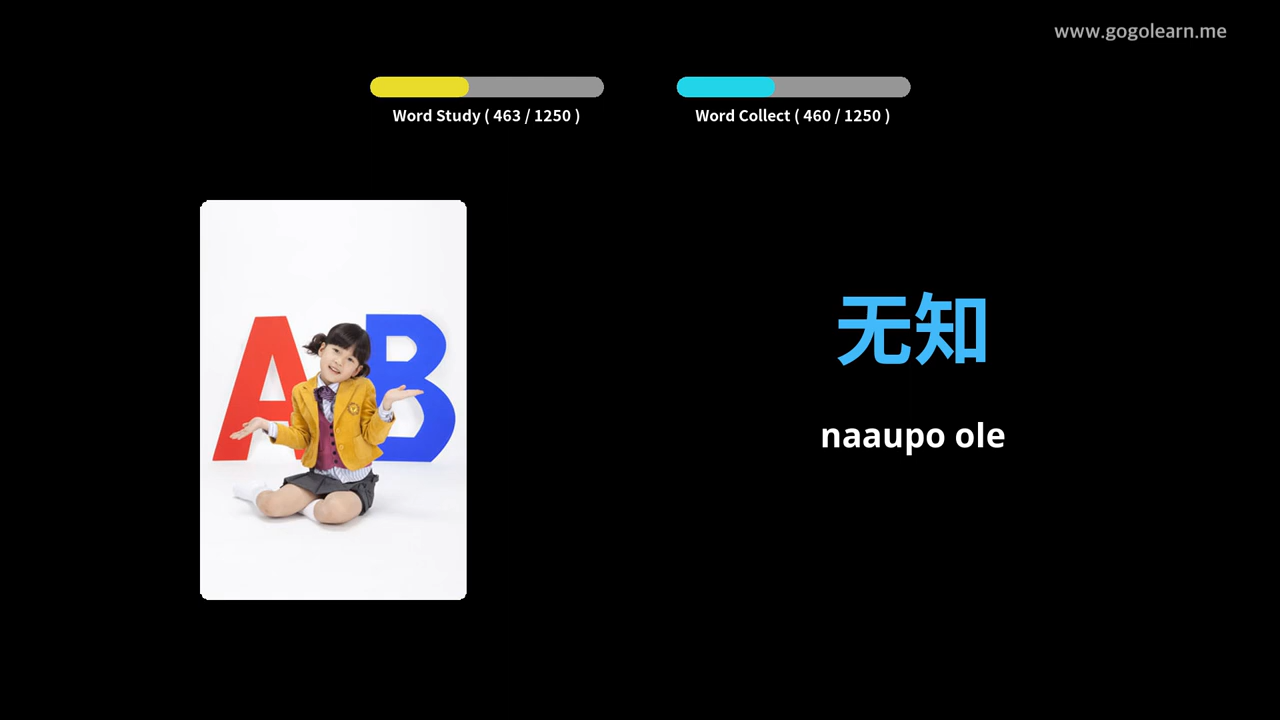 www.gogolearn.me
Word Study ( 463 / 1250 )
Word Collect ( 460 / 1250 )
A B
无知
naaupo ole